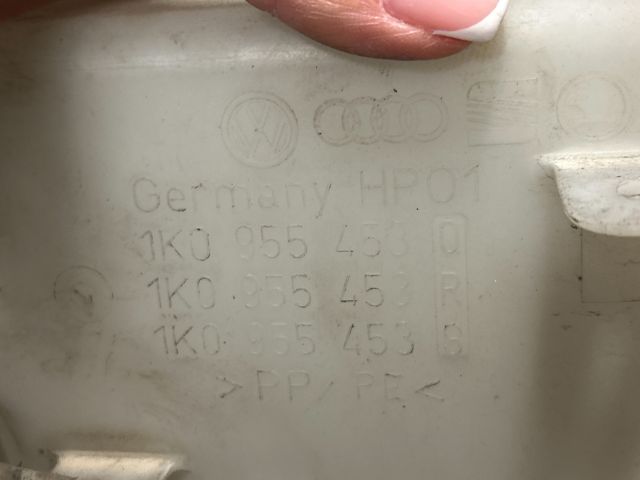 Germany HP01
1K0 955 453 Q
1K0 955 453 R
1K0 955 453 S
>PP/PE<